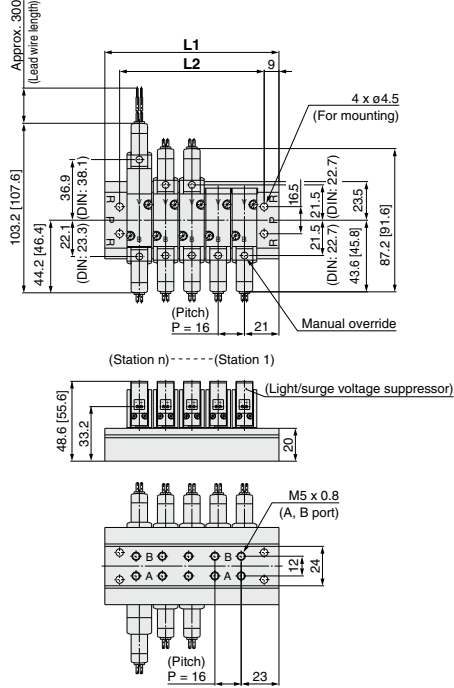 Approx. 300
(Lead wire length)
L1
L2
9
4 x ø4.5
(For mounting)
103.2 [107.6]
44.2 [46.4]
36.9
(DIN: 38.1)
22.1
(DIN: 23.3)
R
P
R
V
V
V
V
V
B
B
B
R
P
R
16.5
21.5
(DIN: 22.7)
21.5
(DIN: 22.7)
23.5
43.6 [45.8]
87.2 [91.6]
(Pitch)
P = 16
21
Manual override
(Station n)------(Station 1)
(Light/surge voltage suppressor)
48.6 [55.6]
33.2
20
M5 x 0.8
(A, B port)
B
B
A
A
12
24
(Pitch)
P = 16
23